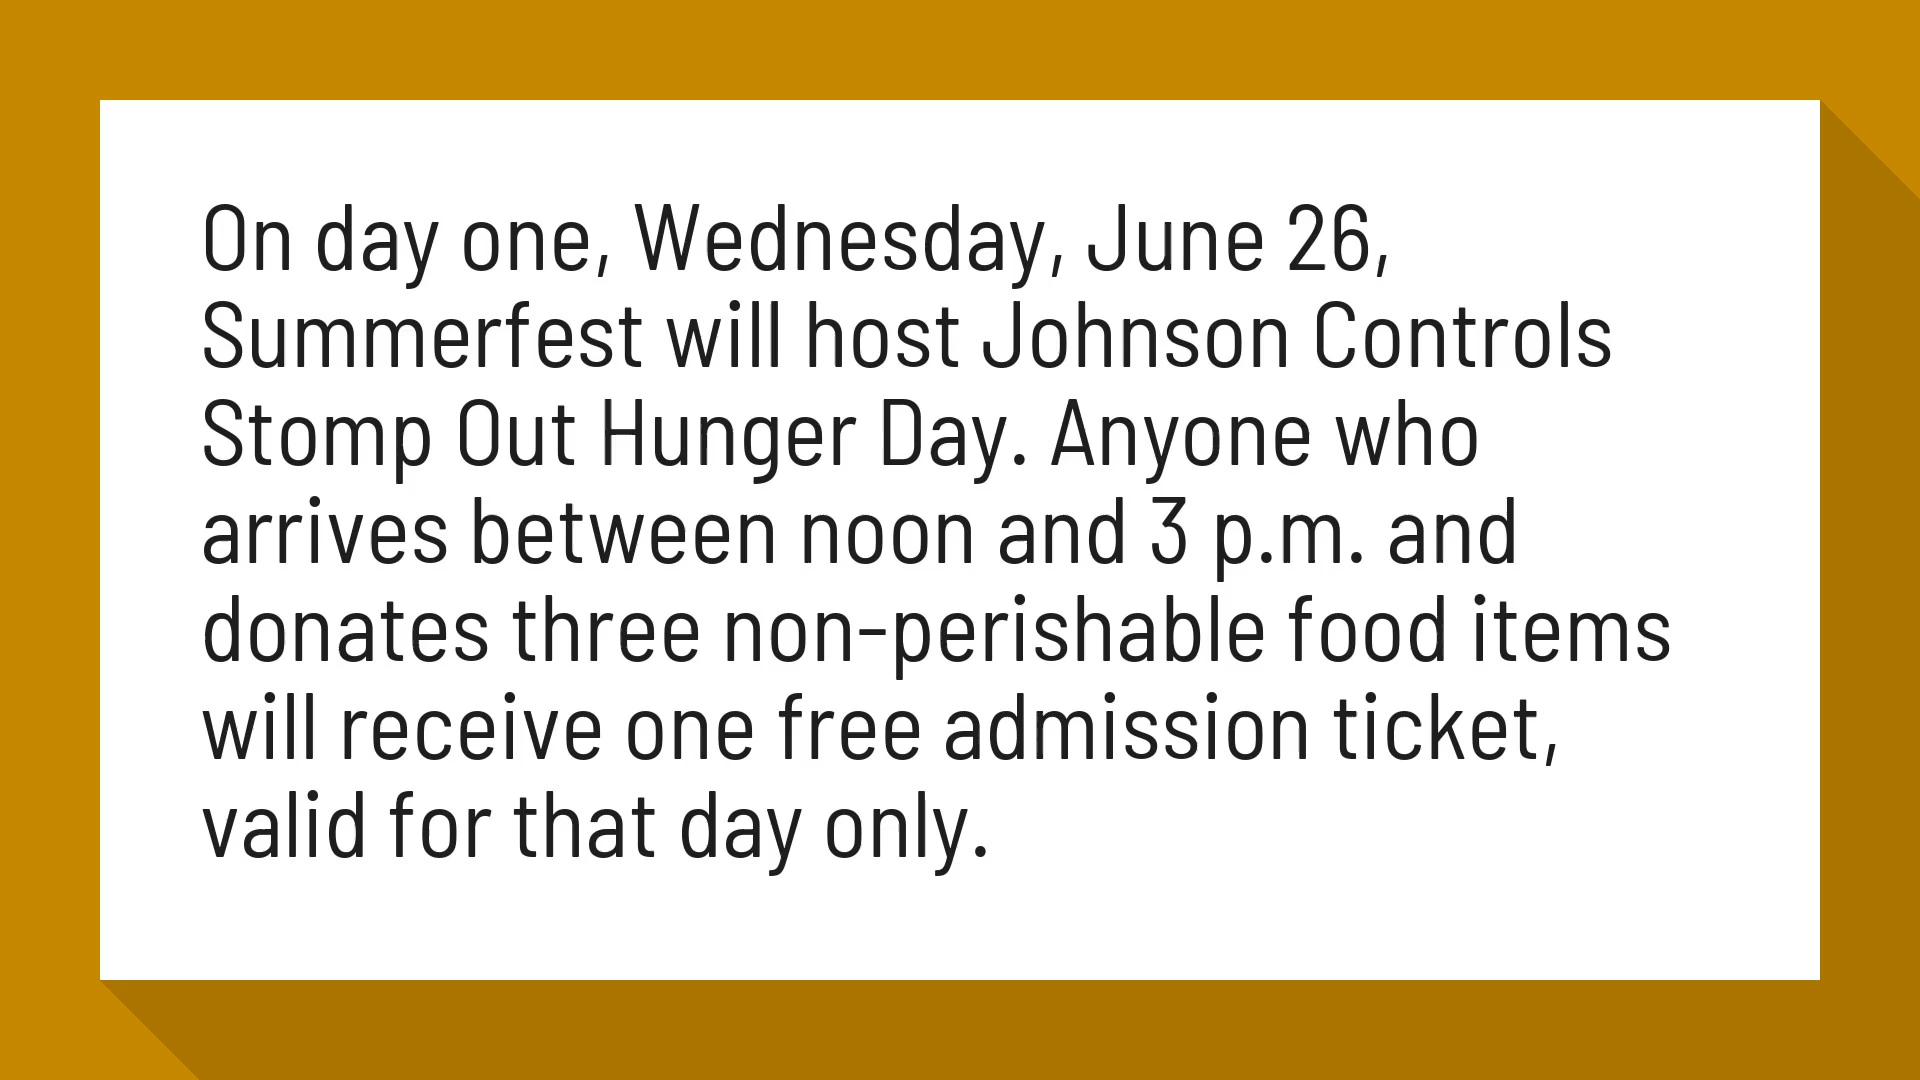 On day one, Wednesday, June 26,
Summerfest will host Johnson Controls
Stomp Out Hunger Day. Anyone who
arrives between noon and 3 p.m. and
donates three non-perishable food items
will receive one free admission ticket,
valid for that day only.